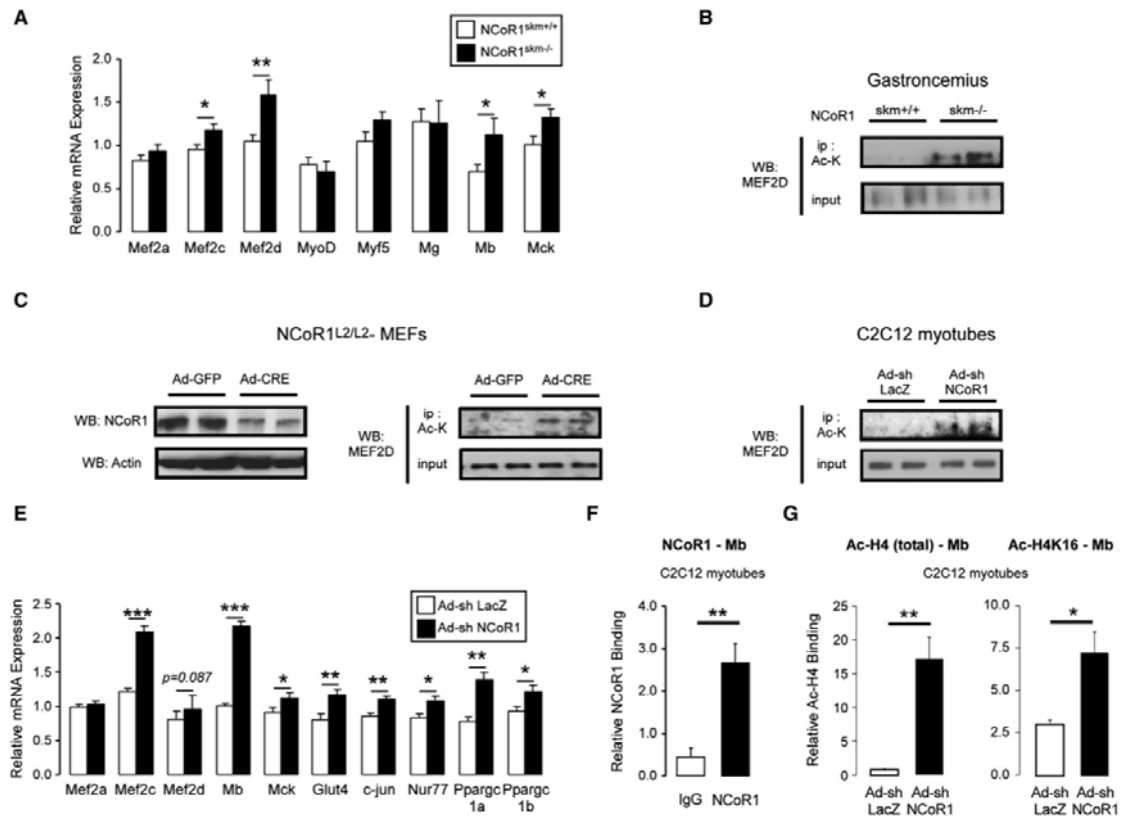 A
NCoR1skm+/+
NCoR1skm-/-
Relative mRNA Expression
2.0
1.5
1.0
0.5
0.0
*
**
*
*
Mef2a Mef2c Mef2d MyoD Myf5 Mg Mb Mck
B
Gastroncemius
NCoR1 skm+/+ skm-/-
WB: MEF2D
ip : Ac-K
input
C
NCoR1L2/L2- MEFs
Ad-GFP Ad-CRE
WB: NCoR1
WB: Actin
Ad-GFP Ad-CRE
WB: MEF2D
ip : Ac-K
input
D
C2C12 myotubes
Ad-sh LacZ
Ad-sh NCoR1
WB: MEF2D
ip : Ac-K
input
E
Ad-sh LacZ
Ad-sh NCoR1
Relative mRNA Expression
2.5
2.0
1.5
1.0
0.5
0.0
***
p=0.087
***
*
**
**
*
**
*
Mef2a Mef2c Mef2d Mb Mck Glut4 c-jun Nur77 Ppargc 1a Ppargc 1b
F
NCoR1 - Mb
C2C12 myotubes
Relative NCoR1 Binding
4.0
3.0
2.0
1.0
0.0
**
IgG NCoR1
G
Ac-H4 (total) - Mb
Ac-H4K16 - Mb
C2C12 myotubes
Relative Ac-H4 Binding
25
20
15
10
5
0
**
Ad-sh LacZ
Ad-sh NCoR1
10.0
7.5
5.0
2.5
0.0
*
Ad-sh LacZ
Ad-sh NCoR1